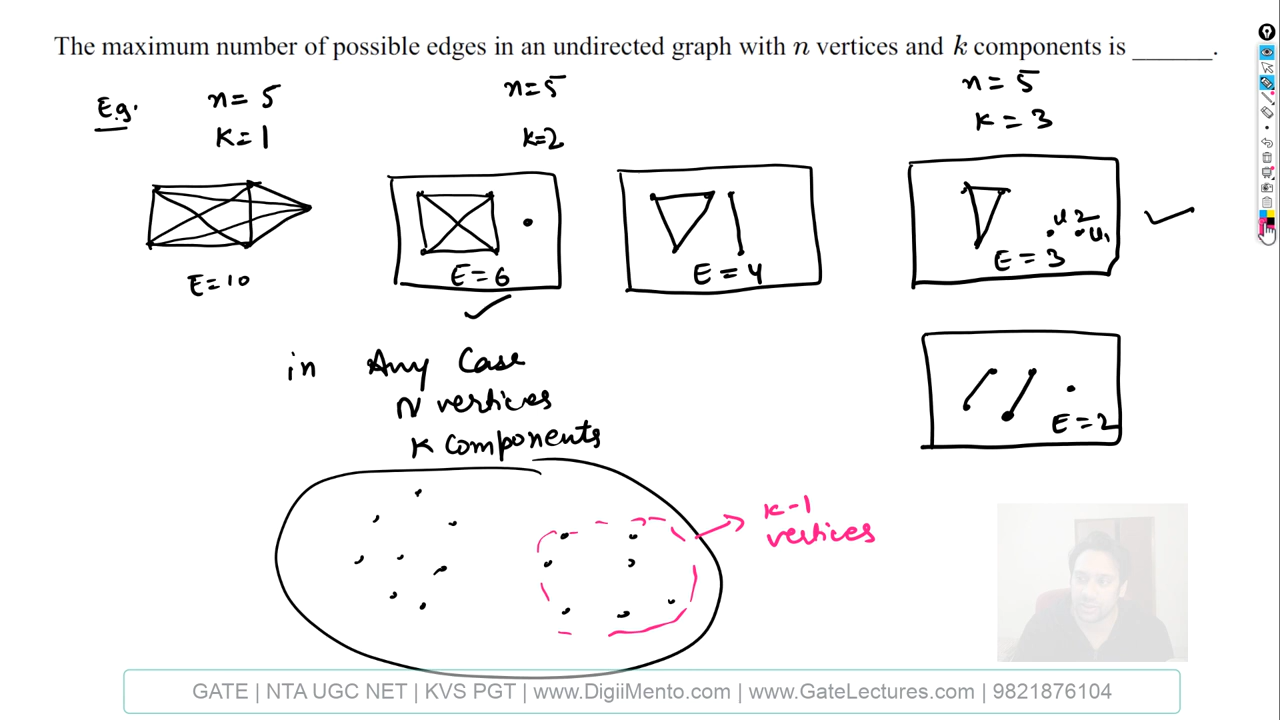 The maximum number of possible edges in an undirected graph with n vertices and k components is ______.
E.g.
n = 5
K = 1
E = 10
n = 5
K = 2
E = 6
E = 4
n = 5
K = 3
E = 3
E = 2
in Any Case
N vertices
K components
K-1
vertices
GATE | NTA UGC NET | KVS PGT | www.DigiiMento.com | www.GateLectures.com | 9821876104